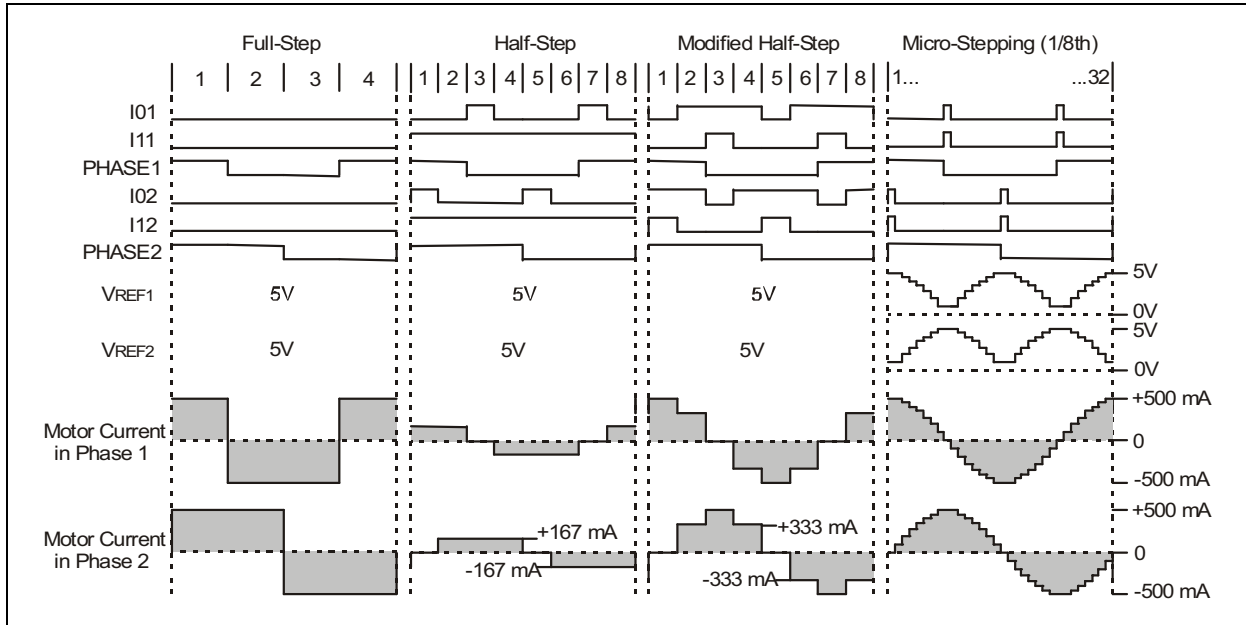 Full-Step Half-Step Modified Half-Step Micro-Stepping (1/8th)
1 2 3 4 1 2 3 4 5 6 7 8 1 2 3 4 5 6 7 8 1... ...32
I01
I11
PHASE1
I02
I12
PHASE2
VREF1 5V 5V 5V 5V
0V
VREF2 5V 5V 5V 5V
0V
+500 mA
Motor Current
in Phase 1
0
-500 mA
+500 mA
Motor Current
in Phase 2
+167 mA +333 mA 0
-167 mA -333 mA
-500 mA